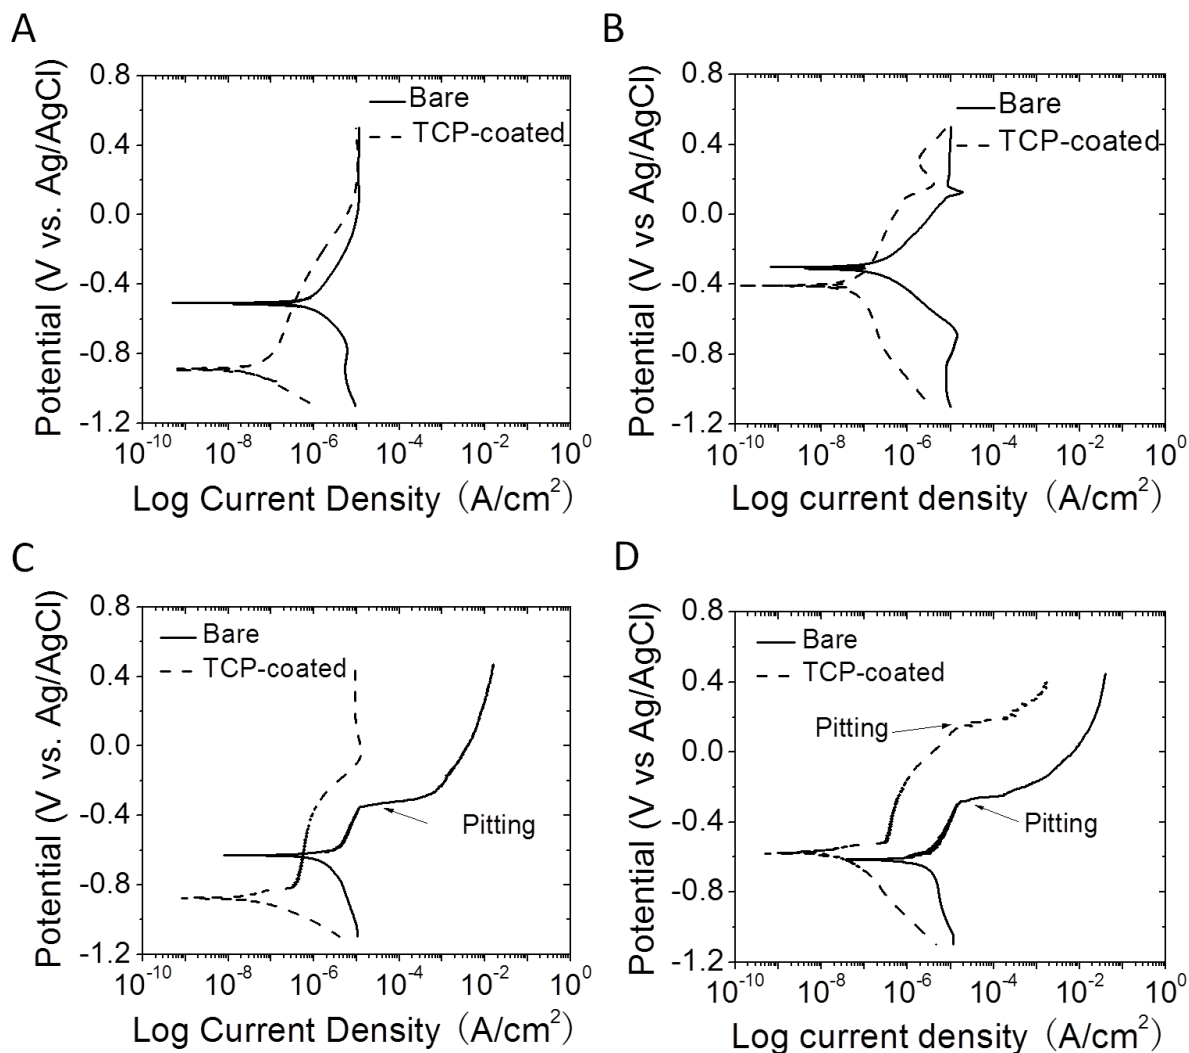 A
Potential (V vs. Ag/AgCl)
0.8
0.4
0.0
-0.4
-0.8
-1.2
Bare
TCP-coated
10^-10 10^-8 10^-6 10^-4 10^-2 10^0
Log Current Density (A/cm^2)
B
Potential (V vs Ag/AgCl)
0.8
0.4
0.0
-0.4
-0.8
-1.2
Bare
TCP-coated
10^-10 10^-8 10^-6 10^-4 10^-2 10^0
Log current density (A/cm^2)
C
Potential (V vs. Ag/AgCl)
0.8
0.4
0.0
-0.4
-0.8
-1.2
Bare
TCP-coated
Pitting
10^-10 10^-8 10^-6 10^-4 10^-2 10^0
Log Current Density (A/cm^2)
D
Potential (V vs Ag/AgCl)
0.8
0.4
0.0
-0.4
-0.8
-1.2
Bare
TCP-coated
Pitting
Pitting
10^-10 10^-8 10^-6 10^-4 10^-2 10^0
Log current density (A/cm^2)